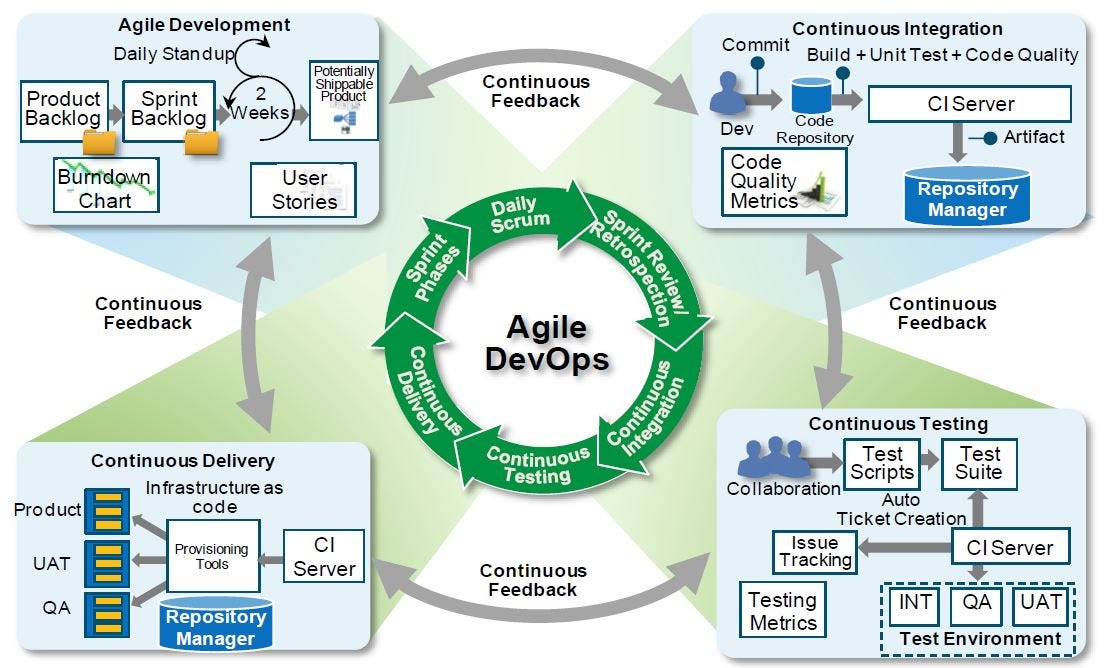 Agile Development
Daily Standup
Product
Backlog
Sprint
Backlog
2
Weeks
Potentially
Shippable
Product
Burndown
Chart
User
Stories
Continuous
Feedback
Continuous Integration
Commit
Build + Unit Test + Code Quality
Dev
Code
Repository
CI Server
Artifact
Code
Quality
Metrics
Repository
Manager
Daily
Scrum
Sprint Review/
Retrospection
Continuous
Integration
Continuous
Testing
Continuous
Delivery
Sprint
Phases
Agile
DevOps
Continuous
Feedback
Continuous
Feedback
Continuous Delivery
Infrastructure as
code
Product
UAT
QA
Provisioning
Tools
CI
Server
Repository
Manager
Continuous
Feedback
Continuous Testing
Collaboration
Test
Scripts
Test
Suite
Auto
Ticket Creation
Issue
Tracking
CI Server
Testing
Metrics
INT
QA
UAT
Test Environment